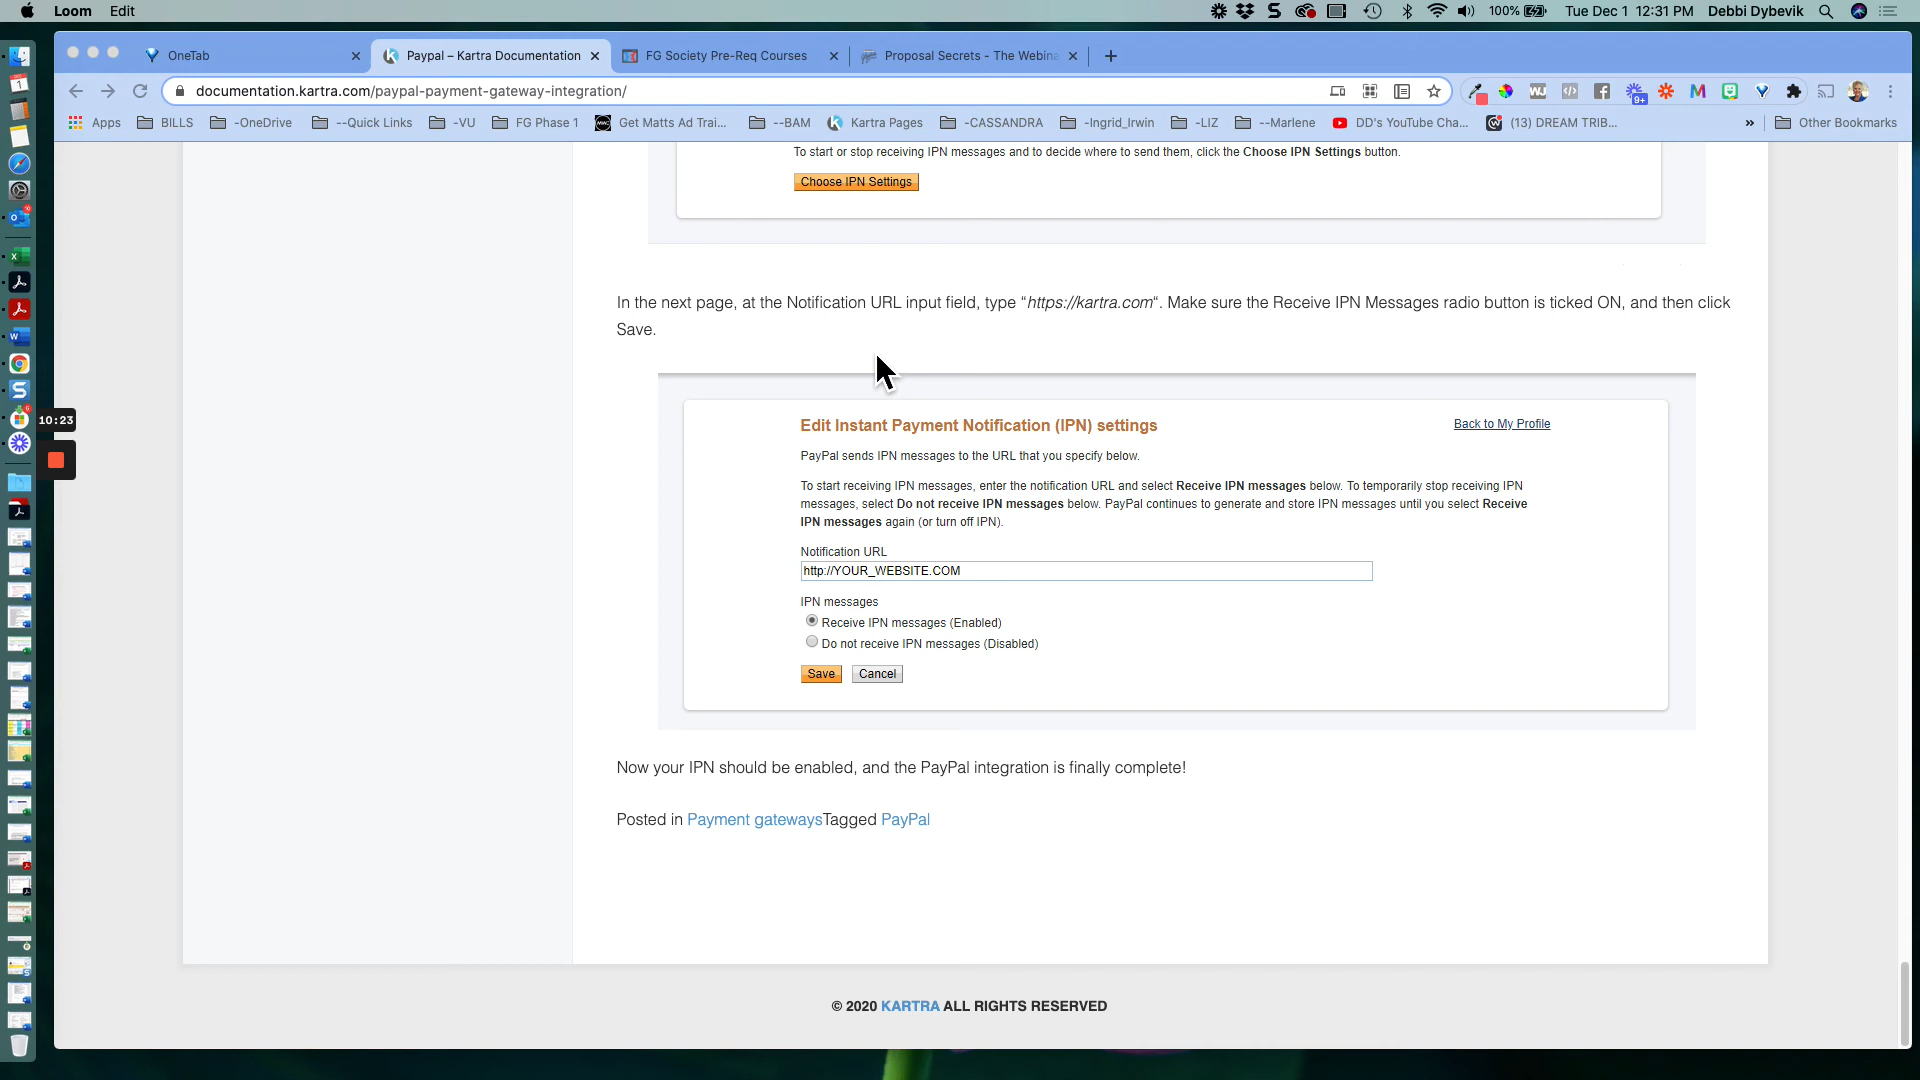 Loom Edit 100% Tue Dec 1 12:31 PM Debbi Dybevik
OneTab Paypal – Kartra Documentation FG Society Pre-Req Courses Proposal Secrets - The Webina
documentation.kartra.com/paypal-payment-gateway-integration/
9+
Apps BILLS -OneDrive --Quick Links -VU FG Phase 1 Get Matts Ad Trai... --BAM Kartra Pages -CASSANDRA -Ingrid_Irwin -LIZ --Marlene DD's YouTube Cha... (13) DREAM TRIB... » Other Bookmarks
To start or stop receiving IPN messages and to decide where to send them, click the Choose IPN Settings button.
Choose IPN Settings
In the next page, at the Notification URL input field, type “https://kartra.com“. Make sure the Receive IPN Messages radio button is ticked ON, and then click
Save.
10:23
Edit Instant Payment Notification (IPN) settings Back to My Profile
PayPal sends IPN messages to the URL that you specify below.
To start receiving IPN messages, enter the notification URL and select Receive IPN messages below. To temporarily stop receiving IPN
messages, select Do not receive IPN messages below. PayPal continues to generate and store IPN messages until you select Receive
IPN messages again (or turn off IPN).
Notification URL
http://YOUR_WEBSITE.COM
IPN messages
Receive IPN messages (Enabled)
Do not receive IPN messages (Disabled)
Save Cancel
Now your IPN should be enabled, and the PayPal integration is finally complete!
Posted in Payment gatewaysTagged PayPal
© 2020 KARTRA ALL RIGHTS RESERVED